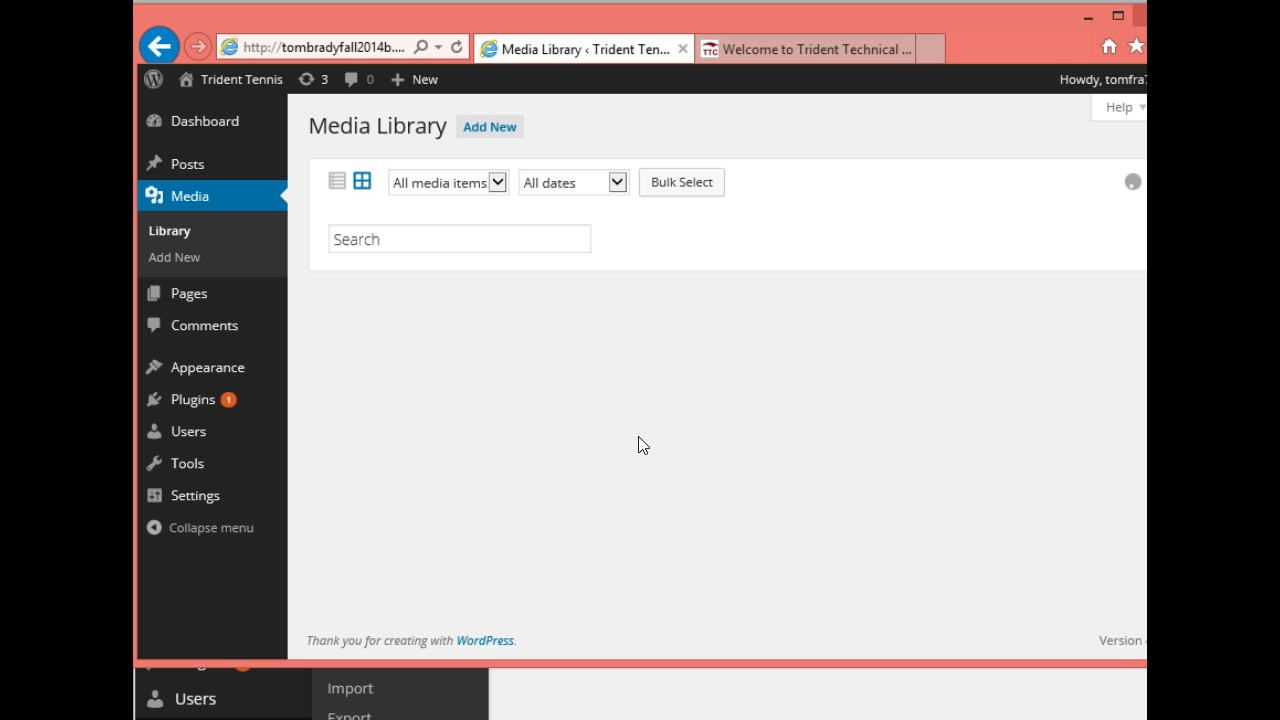 http://tombradyfall2014b....
Media Library ‹ Trident Ten...
TTC Welcome to Trident Technical ...
Trident Tennis
3
0
New
Howdy, tomfra
Help
Dashboard
Posts
Media
Library
Add New
Pages
Comments
Appearance
Plugins 1
Users
Tools
Settings
Collapse menu
Media Library
Add New
All media items
All dates
Bulk Select
Search
Thank you for creating with WordPress.
Version
Users
Import
Export